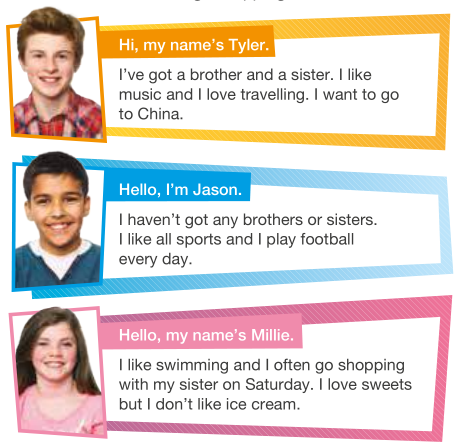 Hi, my name's Tyler.
I've got a brother and a sister. I like
music and I love travelling. I want to go
to China.
Hello, I'm Jason.
I haven't got any brothers or sisters.
I like all sports and I play football
every day.
Hello, my name's Millie.
I like swimming and I often go shopping
with my sister on Saturday. I love sweets
but I don't like ice cream.